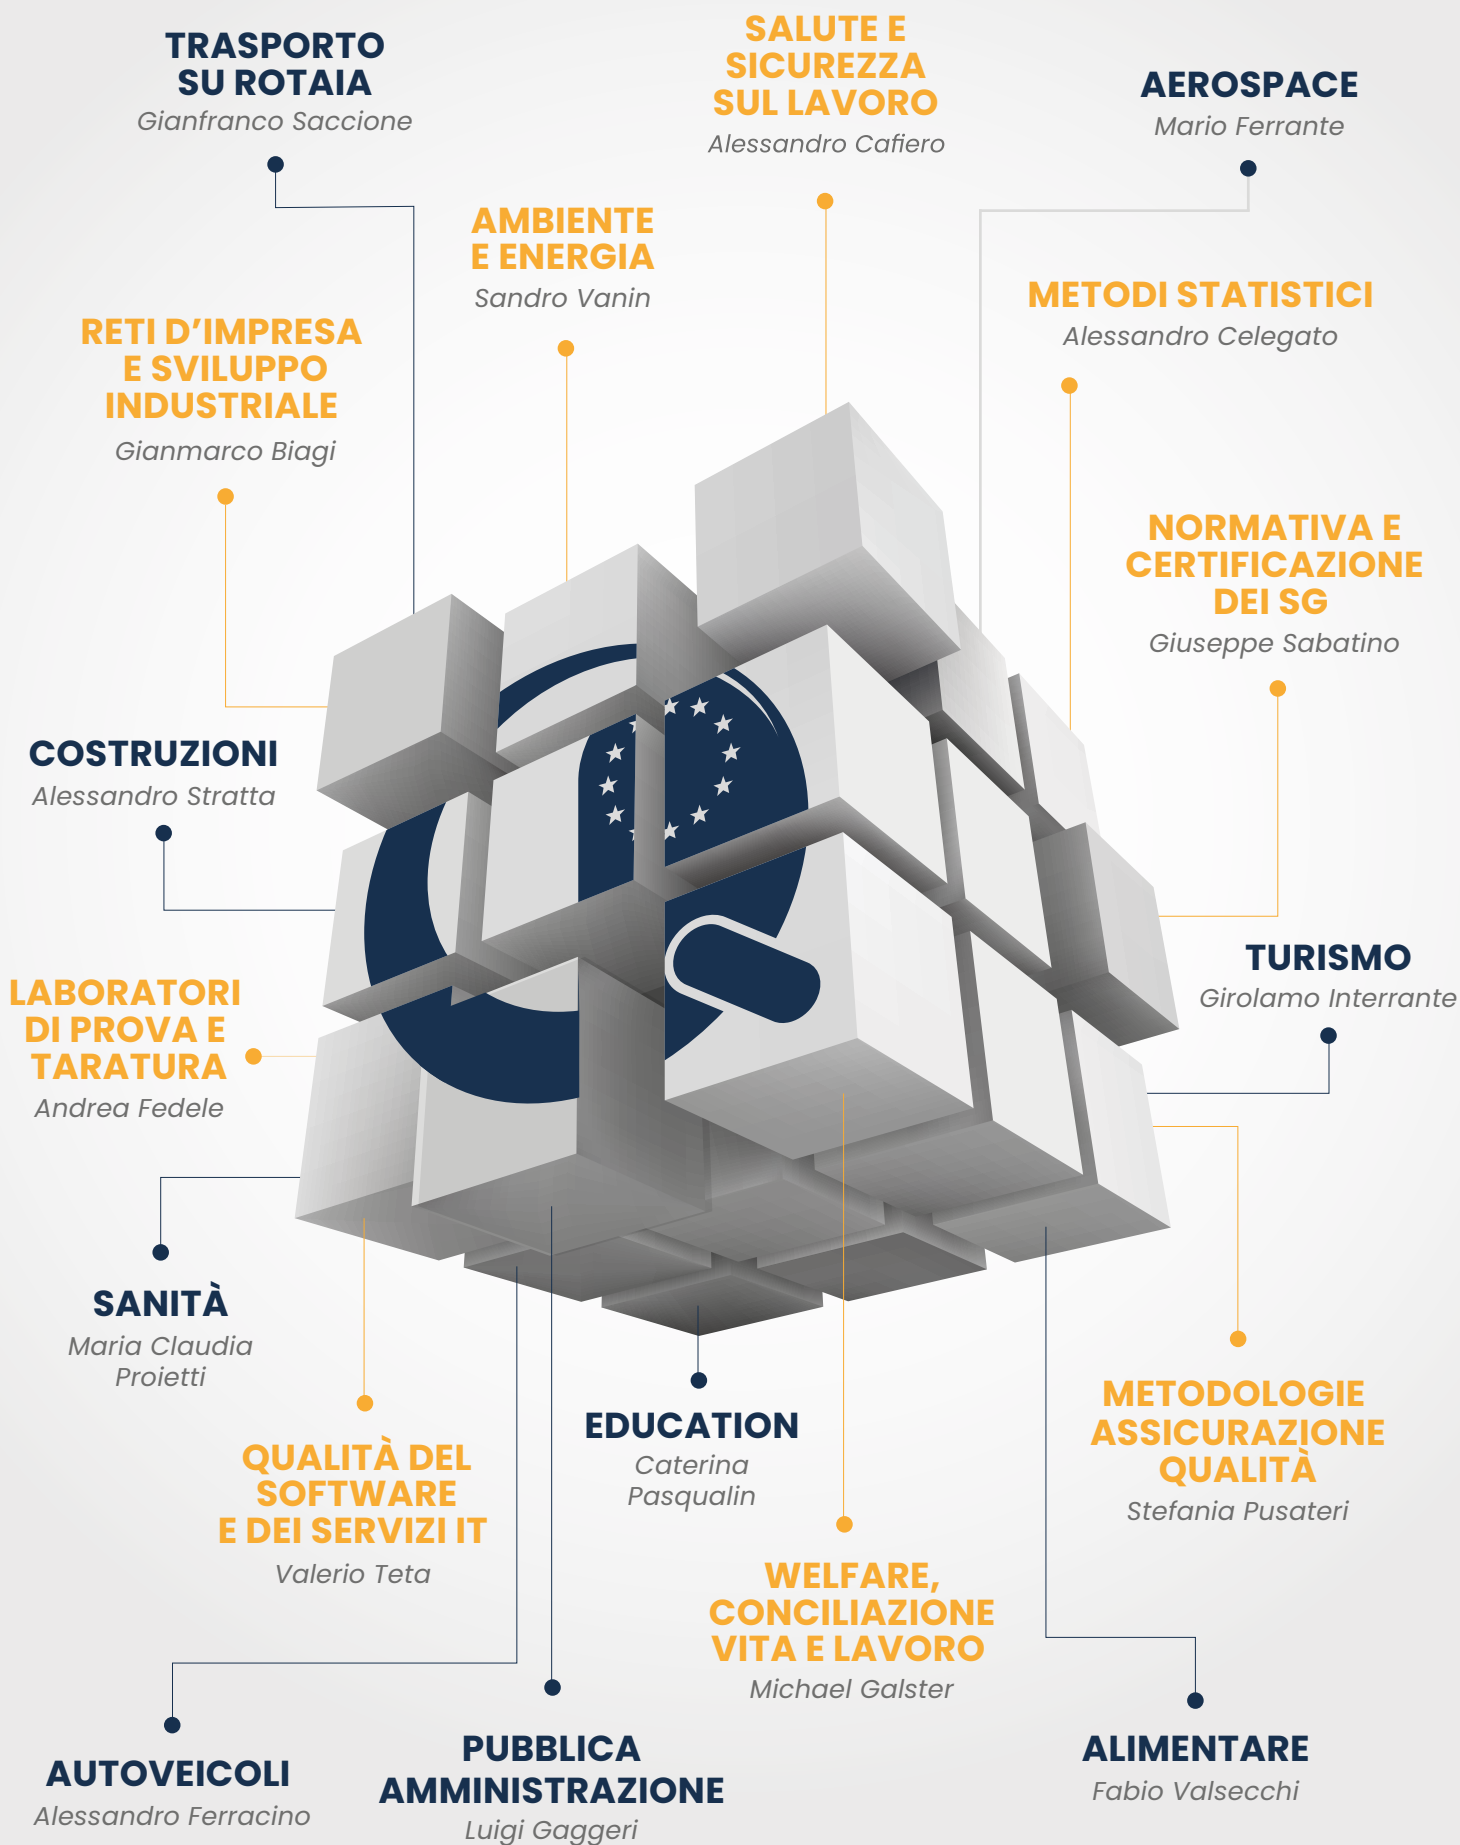 TRASPORTO
SU ROTAIA
Gianfranco Saccione
SALUTE E
SICUREZZA
SUL LAVORO
Alessandro Cafiero
AEROSPACE
Mario Ferrante
AMBIENTE
E ENERGIA
Sandro Vanin
METODI STATISTICI
Alessandro Celegato
RETI D’IMPRESA
E SVILUPPO
INDUSTRIALE
Gianmarco Biagi
NORMATIVA E
CERTIFICAZIONE
DEI SG
Giuseppe Sabatino
COSTRUZIONI
Alessandro Stratta
TURISMO
Girolamo Interrante
LABORATORI
DI PROVA E
TARATURA
Andrea Fedele
SANITÀ
Maria Claudia
Proietti
QUALITÀ DEL
SOFTWARE
E DEI SERVIZI IT
Valerio Teta
EDUCATION
Caterina
Pasqualin
METODOLOGIE
ASSICURAZIONE
QUALITÀ
Stefania Pusateri
WELFARE,
CONCILIAZIONE
VITA E LAVORO
Michael Galster
AUTOVEICOLI
Alessandro Ferracino
PUBBLICA
AMMINISTRAZIONE
Luigi Gaggeri
ALIMENTARE
Fabio Valsecchi